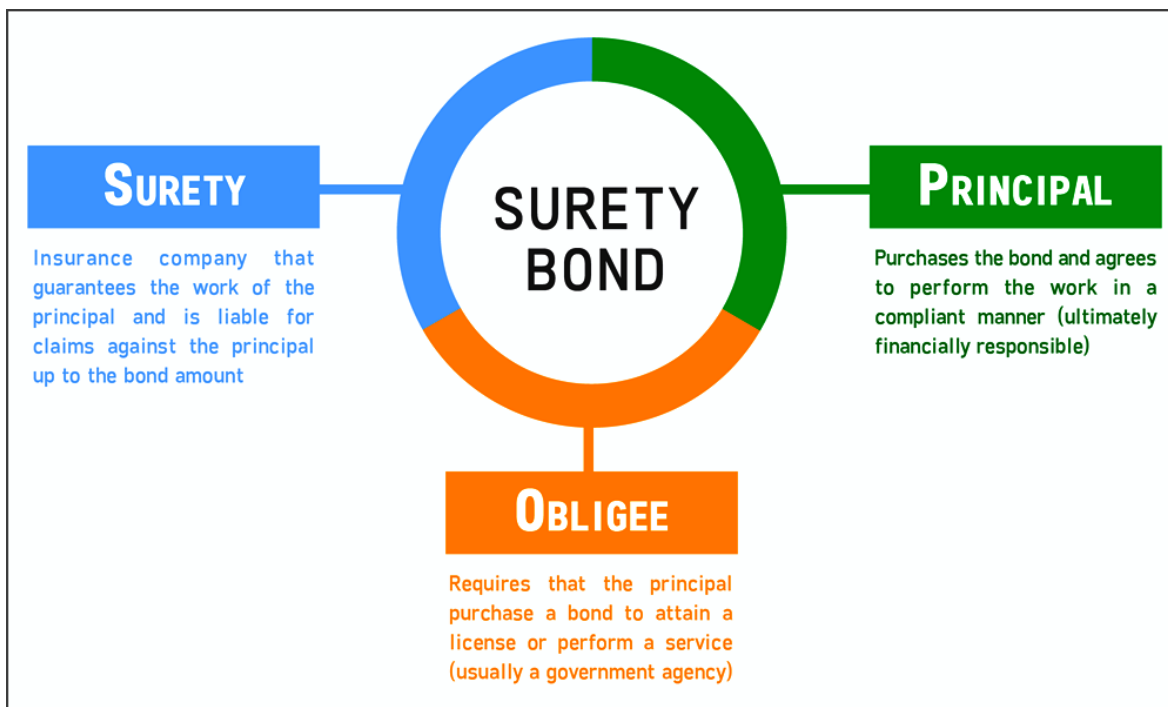 SURETY
BOND
SURETY
Insurance company that
guarantees the work of the
principal and is liable for
claims against the principal
up to the bond amount
PRINCIPAL
Purchases the bond and agrees
to perform the work in a
compliant manner (ultimately
financially responsible)
OBLIGEE
Requires that the principal
purchase a bond to attain a
license or perform a service
(usually a government agency)